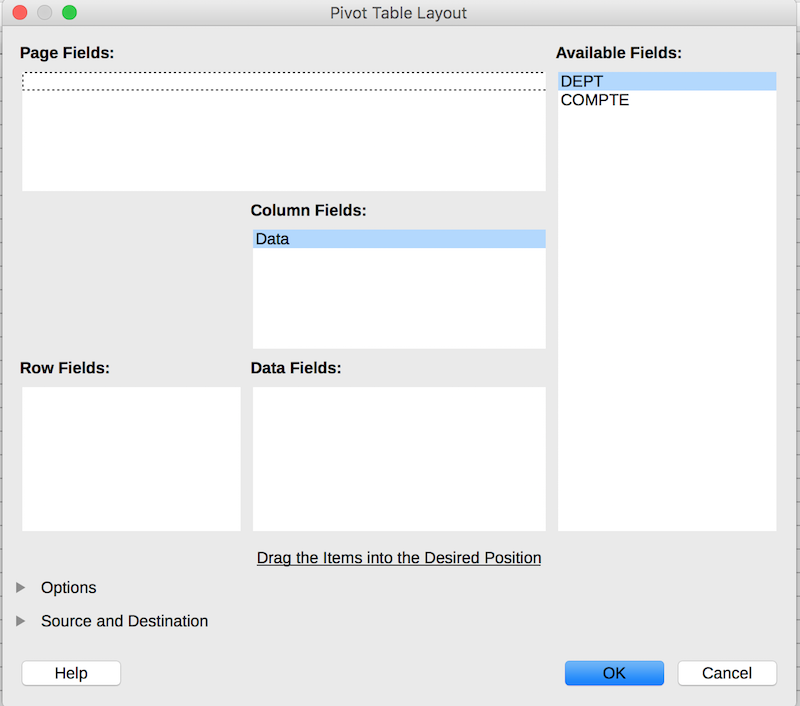 Pivot Table Layout
Page Fields:
Available Fields:
DEPT
COMPTE
Column Fields:
Data
Row Fields:
Data Fields:
Drag the Items into the Desired Position
Options
Source and Destination
Help
OK
Cancel